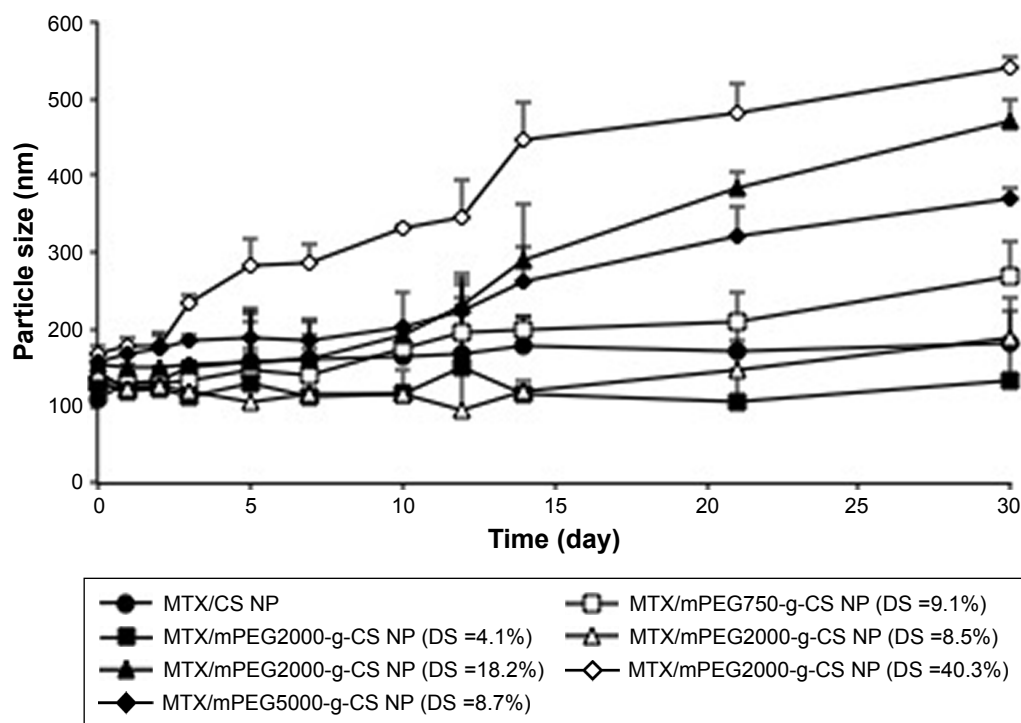 600
500
400
300
200
100
0
Particle size (nm)
0 5 10 15 20 25 30
Time (day)
MTX/CS NP
MTX/mPEG2000-g-CS NP (DS =4.1%)
MTX/mPEG2000-g-CS NP (DS =18.2%)
MTX/mPEG5000-g-CS NP (DS =8.7%)
MTX/mPEG750-g-CS NP (DS =9.1%)
MTX/mPEG2000-g-CS NP (DS =8.5%)
MTX/mPEG2000-g-CS NP (DS =40.3%)